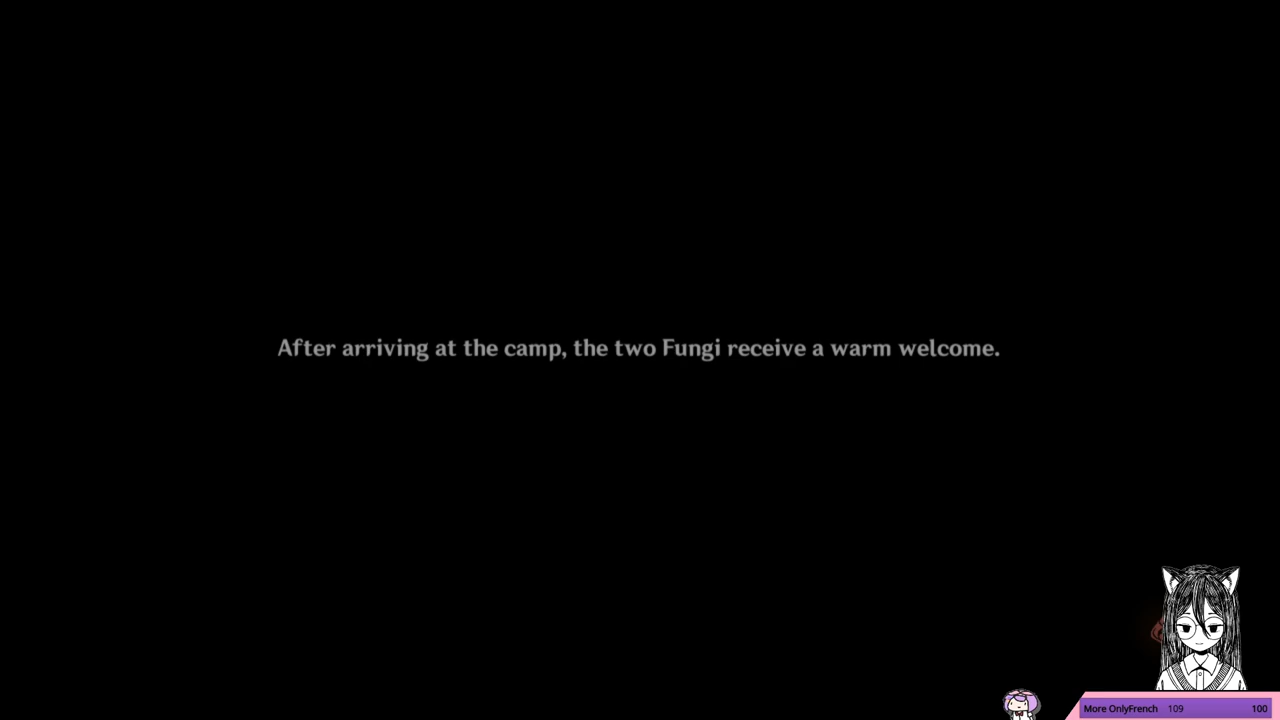 After arriving at the camp, the two Fungi receive a warm welcome.
More OnlyFrench 109 100